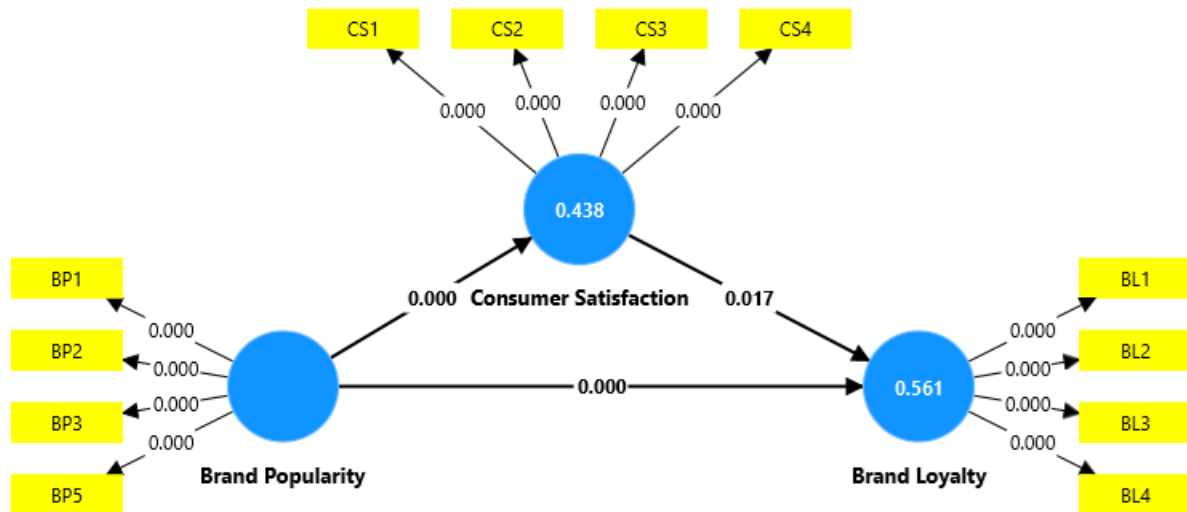 CS1 CS2 CS3 CS4
0.000 0.000 0.000 0.000
0.438
BP1
BP2
BP3
BP5
0.000
0.000
0.000
0.000
Brand Popularity
0.000
Consumer Satisfaction
0.017
0.000
0.561
Brand Loyalty
0.000
0.000
0.000
0.000
BL1
BL2
BL3
BL4